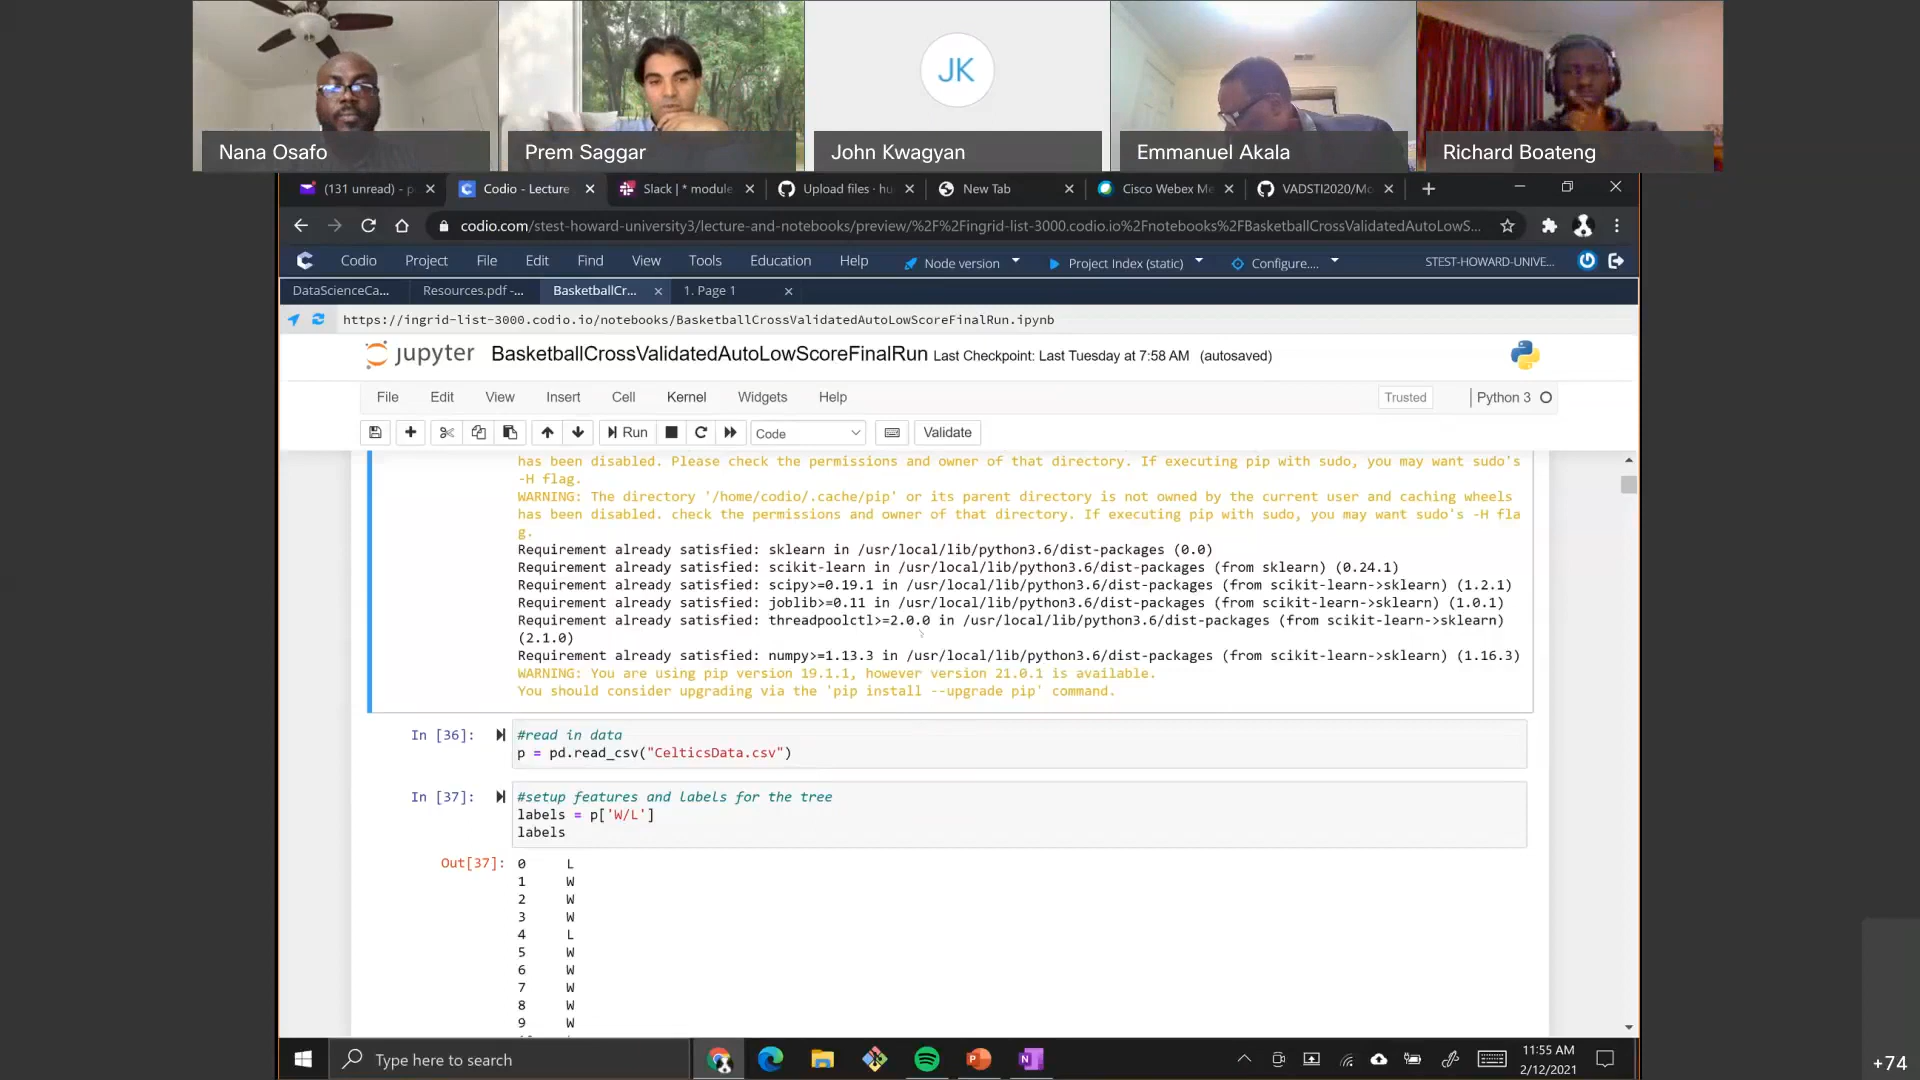 JK
Nana Osafo
Prem Saggar
John Kwagyan
Emmanuel Akala
Richard Boateng
(131 unread) - p
Codio - Lecture
Slack | * module
Upload files · hu
New Tab
Cisco Webex Me
VADSTI2020/Mo
codio.com/stest-howard-university3/lecture-and-notebooks/preview/%2F%2Fingrid-list-3000.codio.io%2Fnotebooks%2FBasketballCrossValidatedAutoLowS...
Codio Project File Edit Find View Tools Education Help Node version Project Index (static) Configure.... STEST-HOWARD-UNIVE...
DataScienceCa... Resources.pdf -... BasketballCr... 1. Page 1
https://ingrid-list-3000.codio.io/notebooks/BasketballCrossValidatedAutoLowScoreFinalRun.ipynb
jupyter BasketballCrossValidatedAutoLowScoreFinalRun Last Checkpoint: Last Tuesday at 7:58 AM (autosaved)
File Edit View Insert Cell Kernel Widgets Help Trusted Python 3
Run Code Validate
has been disabled. Please check the permissions and owner of that directory. If executing pip with sudo, you may want sudo's
-H flag.
WARNING: The directory '/home/codio/.cache/pip' or its parent directory is not owned by the current user and caching wheels
has been disabled. check the permissions and owner of that directory. If executing pip with sudo, you may want sudo's -H fla
g.
Requirement already satisfied: sklearn in /usr/local/lib/python3.6/dist-packages (0.0)
Requirement already satisfied: scikit-learn in /usr/local/lib/python3.6/dist-packages (from sklearn) (0.24.1)
Requirement already satisfied: scipy>=0.19.1 in /usr/local/lib/python3.6/dist-packages (from scikit-learn->sklearn) (1.2.1)
Requirement already satisfied: joblib>=0.11 in /usr/local/lib/python3.6/dist-packages (from scikit-learn->sklearn) (1.0.1)
Requirement already satisfied: threadpoolctl>=2.0.0 in /usr/local/lib/python3.6/dist-packages (from scikit-learn->sklearn)
(2.1.0)
Requirement already satisfied: numpy>=1.13.3 in /usr/local/lib/python3.6/dist-packages (from scikit-learn->sklearn) (1.16.3)
WARNING: You are using pip version 19.1.1, however version 21.0.1 is available.
You should consider upgrading via the 'pip install --upgrade pip' command.
In [36]: #read in data
p = pd.read_csv("CelticsData.csv")
In [37]: #setup features and labels for the tree
labels = p['W/L']
labels
Out[37]: 0 L
1 W
2 W
3 W
4 L
5 W
6 W
7 W
8 W
9 W
Type here to search
11:55 AM
2/12/2021
+74